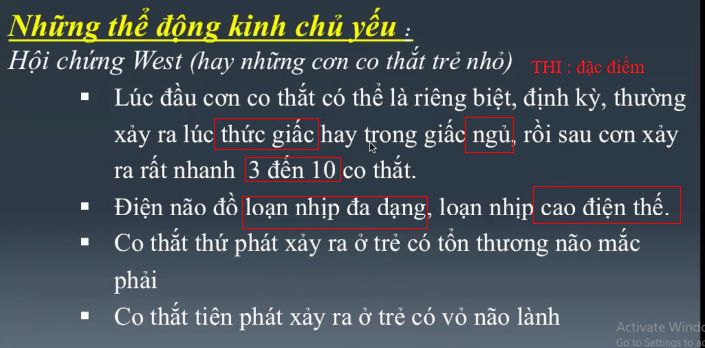 Những thể động kinh chủ yếu :
Hội chứng West (hay những cơn co thắt trẻ nhỏ) THI : đặc điểm
▪ Lúc đầu cơn co thắt có thể là riêng biệt, định kỳ, thường
xảy ra lúc thức giấc hay trong giấc ngủ, rồi sau cơn xảy
ra rất nhanh 3 đến 10 co thắt.
▪ Điện não đồ loạn nhịp đa dạng, loạn nhịp cao điện thế.
▪ Co thắt thứ phát xảy ra ở trẻ có tổn thương não mắc
phải
▪ Co thắt tiên phát xảy ra ở trẻ có vỏ não lành
Activate Windo
Go to Settings to a